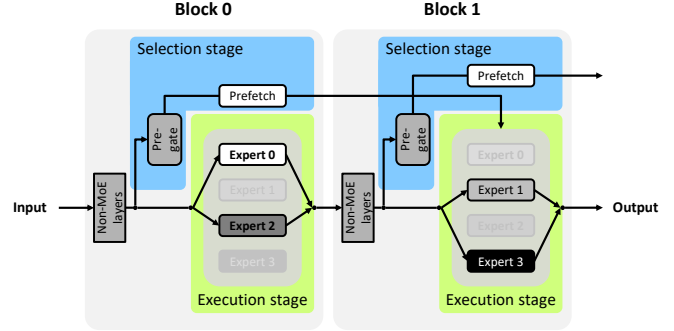 Block 0
Block 1
Selection stage
Selection stage
Prefetch
Prefetch
Pre-
gate
Pre-
gate
Expert 0
Expert 1
Expert 2
Expert 3
Expert 0
Expert 1
Expert 2
Expert 3
Input
Non-MoE
layers
Non-MoE
layers
Output
Execution stage
Execution stage